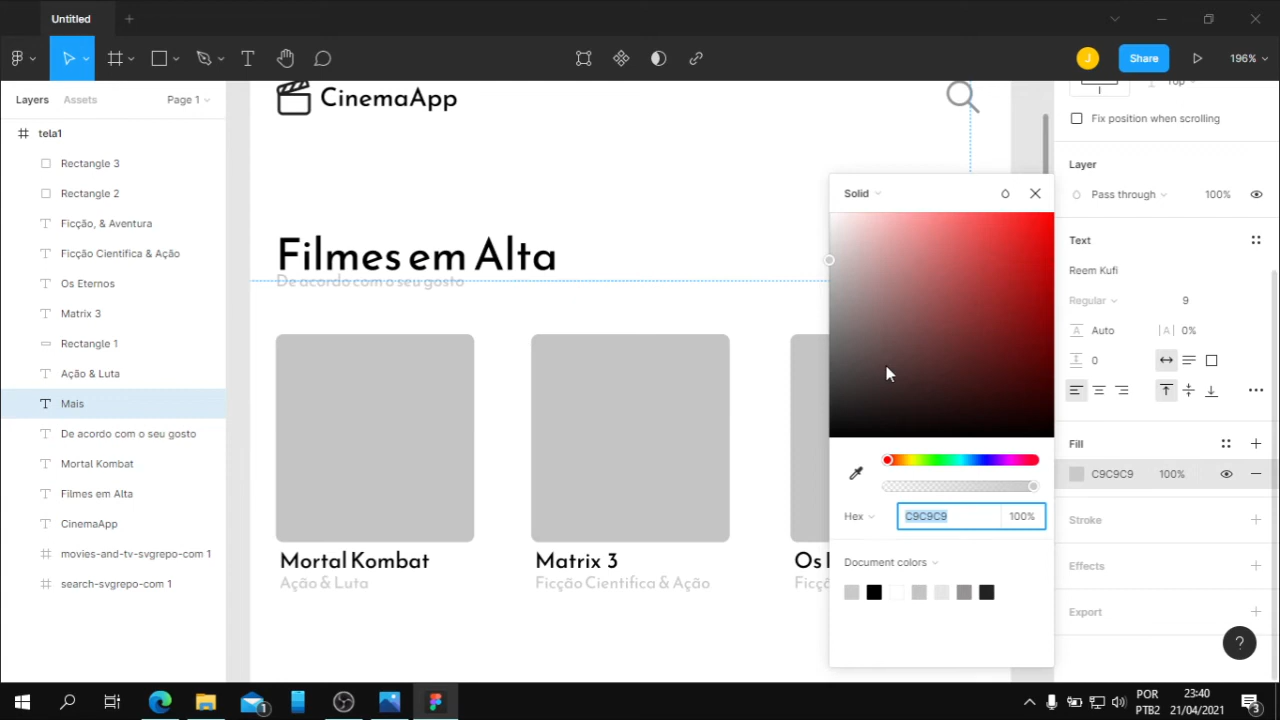 Untitled
Share
196%
Layers
Assets
Page 1
tela1
Rectangle 3
Rectangle 2
Ficção, & Aventura
Ficção Cientifica & Ação
Os Eternos
Matrix 3
Rectangle 1
Ação & Luta
Mais
De acordo com o seu gosto
Mortal Kombat
Filmes em Alta
CinemaApp
movies-and-tv-svgrepo-com 1
search-svgrepo-com 1
CinemaApp
Filmes em Alta
De acordo com o seu gosto
Mortal Kombat
Ação & Luta
Matrix 3
Ficção Cientifica & Ação
Solid
Hex
C9C9C9
100%
Document colors
Fix position when scrolling
Layer
Pass through
100%
Text
Reem Kufi
Regular
9
Auto
0%
0
Fill
C9C9C9
100%
Stroke
Effects
Export
?
1
POR
PTB2
23:40
21/04/2021
3